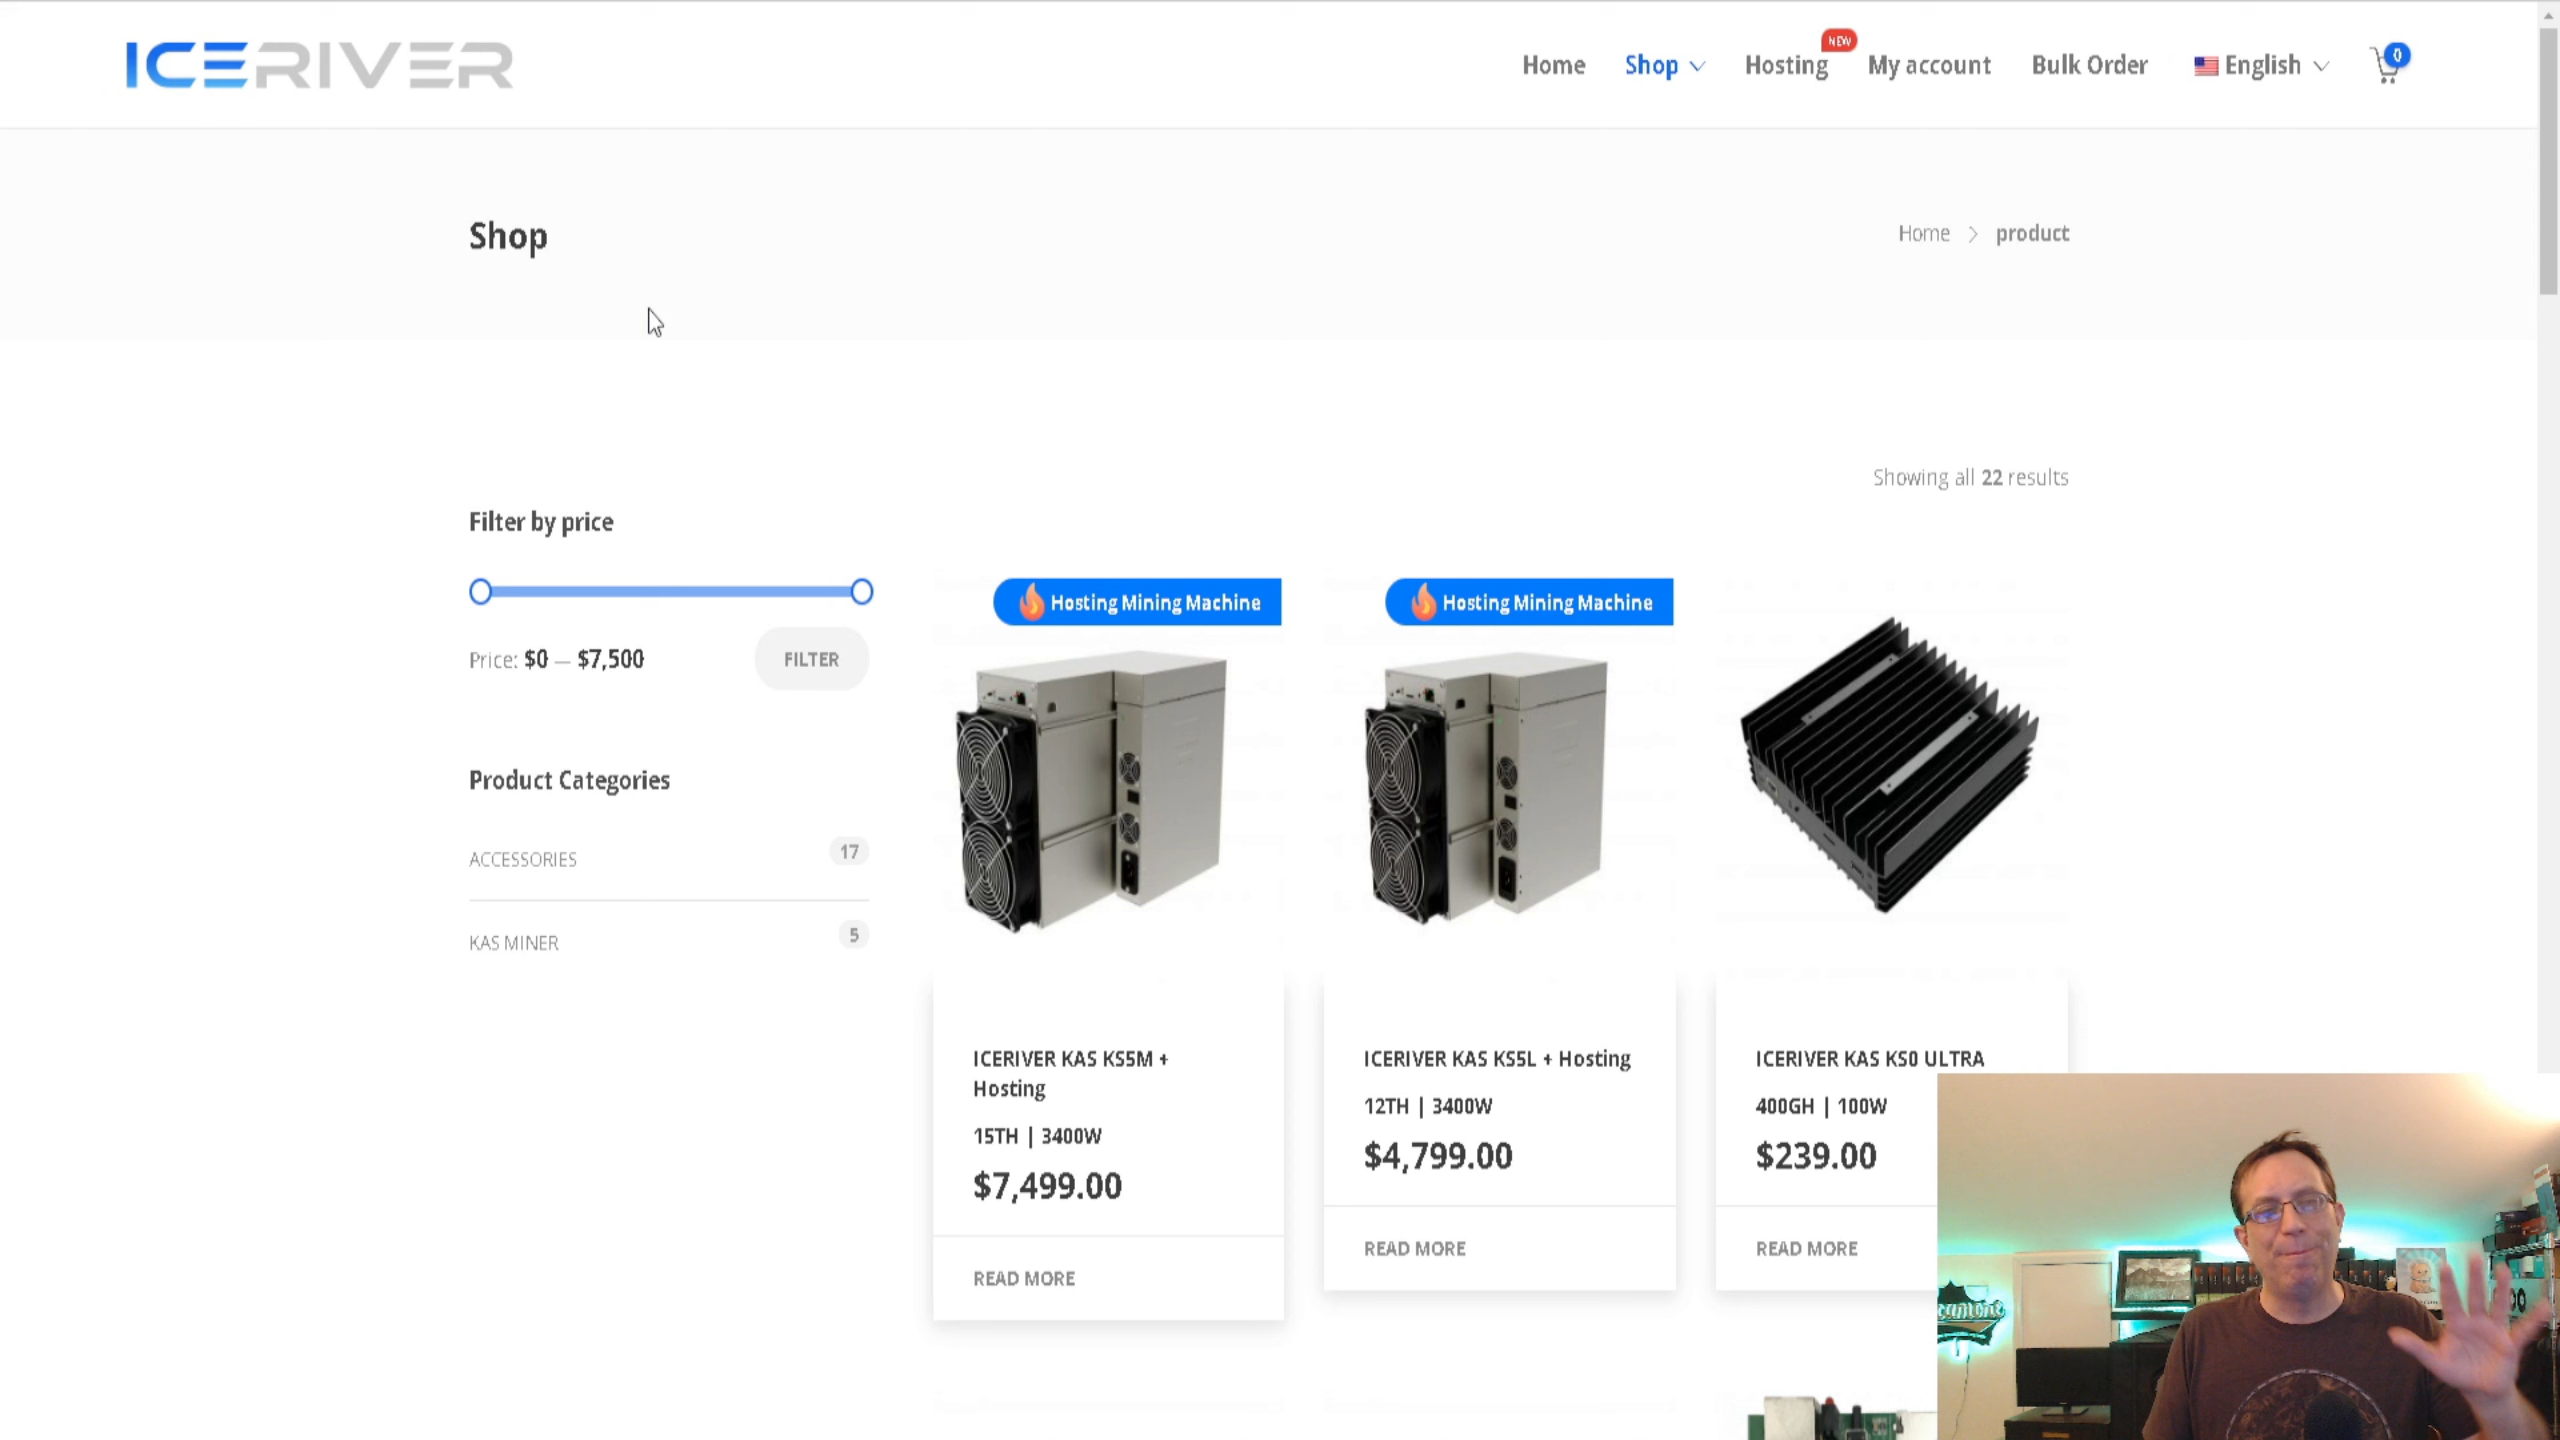 ICERIVER
Home
Shop
Hosting
NEW
My account
Bulk Order
English
0
Shop
Home
product
Showing all 22 results
Filter by price
Price: $0 — $7,500
FILTER
Product Categories
ACCESSORIES
17
KAS MINER
5
Hosting Mining Machine
ICERIVER KAS KS5M +
Hosting
15TH | 3400W
$7,499.00
READ MORE
Hosting Mining Machine
ICERIVER KAS KS5L + Hosting
12TH | 3400W
$4,799.00
READ MORE
ICERIVER KAS KS0 ULTRA
400GH | 100W
$239.00
READ MORE